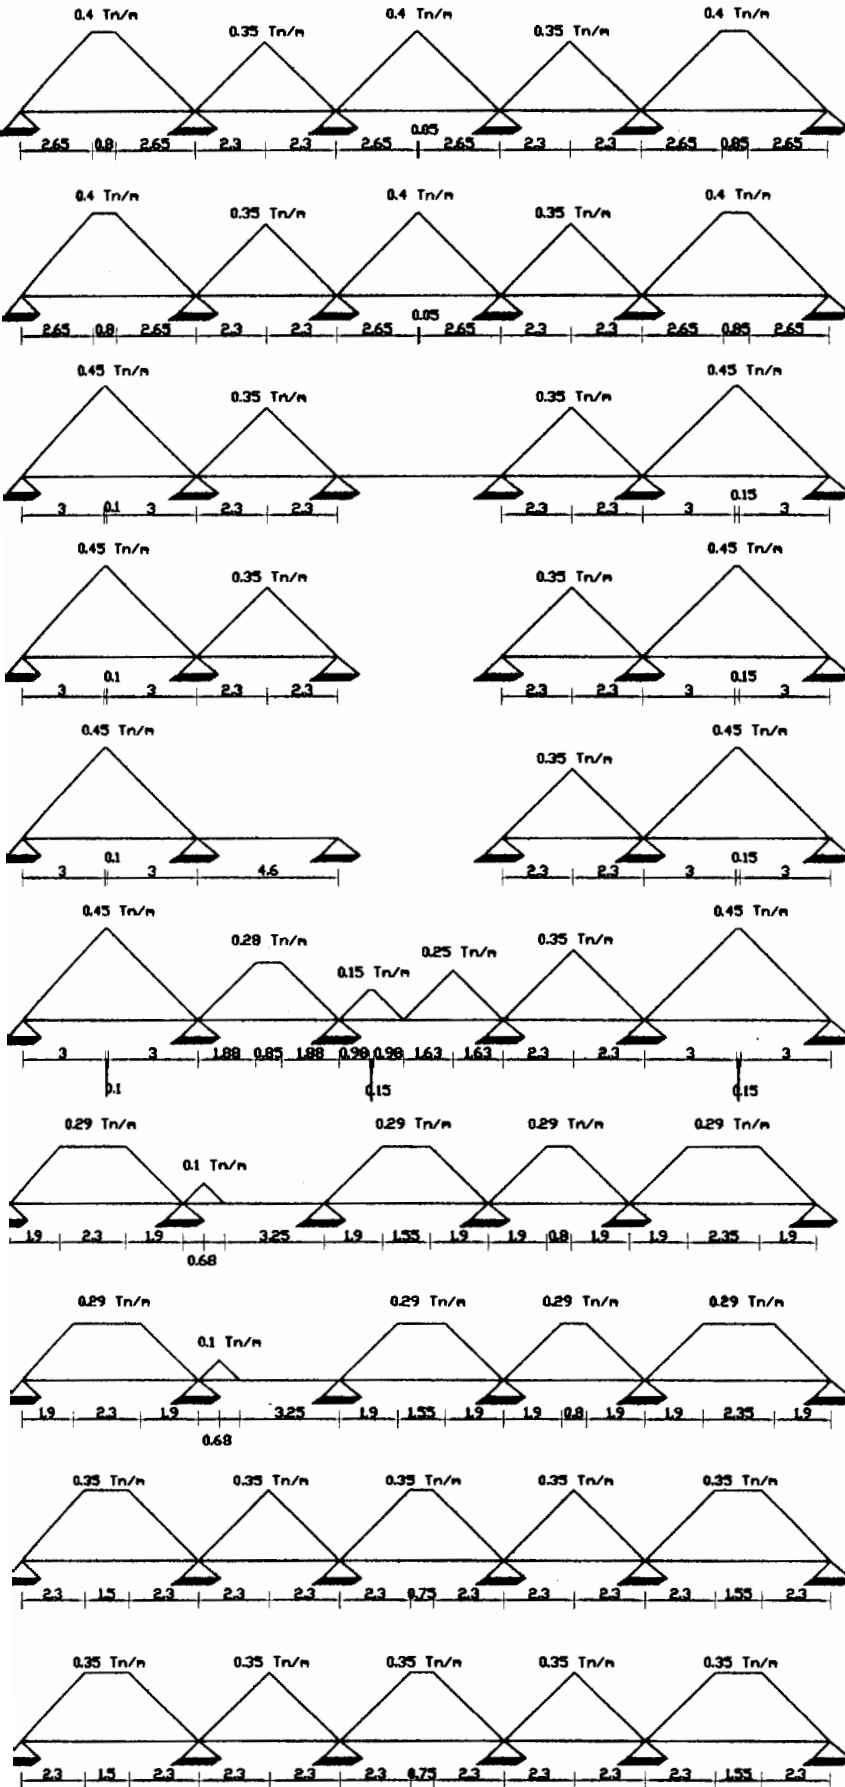 0.4 Tn/m 0.35 Tn/m 0.4 Tn/m 0.35 Tn/m 0.4 Tn/m
0.05
2.65 0.8 2.65 2.3 2.3 2.65 2.65 2.3 2.3 2.65 0.85 2.65
0.4 Tn/m 0.35 Tn/m 0.4 Tn/m 0.35 Tn/m 0.4 Tn/m
0.05
2.65 0.8 2.65 2.3 2.3 2.65 2.65 2.3 2.3 2.65 0.85 2.65
0.45 Tn/m 0.35 Tn/m 0.35 Tn/m 0.45 Tn/m
0.15
3 0.1 3 2.3 2.3 2.3 2.3 3 3
0.45 Tn/m 0.35 Tn/m 0.35 Tn/m 0.45 Tn/m
0.1 0.15
3 3 2.3 2.3 2.3 2.3 3 3
0.45 Tn/m 0.35 Tn/m 0.45 Tn/m
0.1 0.15
3 3 4.6 2.3 2.3 3 3
0.45 Tn/m 0.28 Tn/m 0.15 Tn/m 0.25 Tn/m 0.35 Tn/m 0.45 Tn/m
3 3 1.88 0.85 1.88 0.98 0.98 1.63 1.63 2.3 2.3 3 3
0.1 0.15 0.15
0.29 Tn/m 0.1 Tn/m 0.29 Tn/m 0.29 Tn/m 0.29 Tn/m
1.9 2.3 1.9 3.25 1.9 1.55 1.9 1.9 0.8 1.9 1.9 2.35 1.9
0.68
0.29 Tn/m 0.1 Tn/m 0.29 Tn/m 0.29 Tn/m 0.29 Tn/m
1.9 2.3 1.9 3.25 1.9 1.55 1.9 1.9 0.8 1.9 1.9 2.35 1.9
0.68
0.35 Tn/m 0.35 Tn/m 0.35 Tn/m 0.35 Tn/m 0.35 Tn/m
2.3 1.5 2.3 2.3 2.3 2.3 0.75 2.3 2.3 2.3 2.3 1.55 2.3
0.35 Tn/m 0.35 Tn/m 0.35 Tn/m 0.35 Tn/m 0.35 Tn/m
2.3 1.5 2.3 2.3 2.3 2.3 0.75 2.3 2.3 2.3 2.3 1.55 2.3